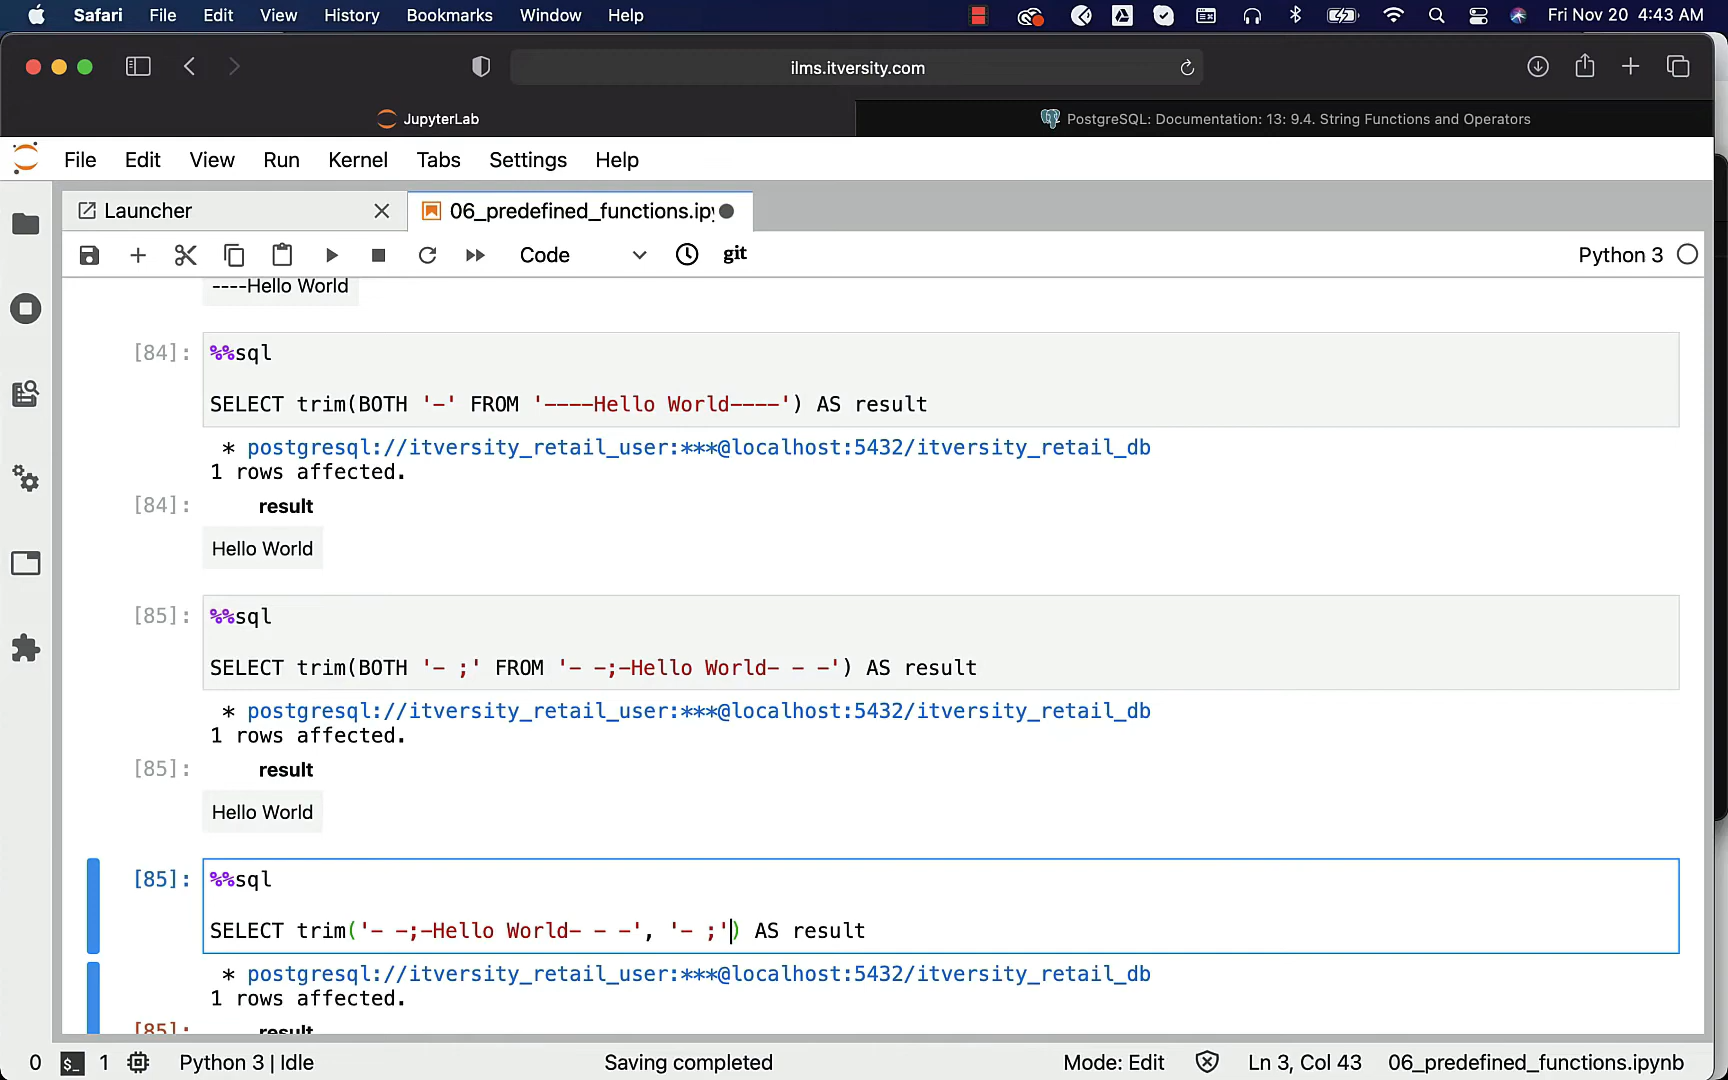 Safari File Edit View History Bookmarks Window Help Fri Nov 20 4:43 AM
ilms.itversity.com
JupyterLab
PostgreSQL: Documentation: 13: 9.4. String Functions and Operators
File Edit View Run Kernel Tabs Settings Help
Launcher
06_predefined_functions.ipy
Code
git
Python 3
----Hello World
[84]: %%sql
SELECT trim(BOTH '-' FROM '----Hello World----') AS result
* postgresql://itversity_retail_user:***@localhost:5432/itversity_retail_db
1 rows affected.
[84]: result
Hello World
[85]: %%sql
SELECT trim(BOTH '- ;' FROM '- -;-Hello World- - -') AS result
* postgresql://itversity_retail_user:***@localhost:5432/itversity_retail_db
1 rows affected.
[85]: result
Hello World
[85]: %%sql
SELECT trim('- -;-Hello World- - -', '- ;') AS result
* postgresql://itversity_retail_user:***@localhost:5432/itversity_retail_db
1 rows affected.
[85]: result
0 $_ 1 Python 3 | Idle Saving completed Mode: Edit Ln 3, Col 43 06_predefined_functions.ipynb